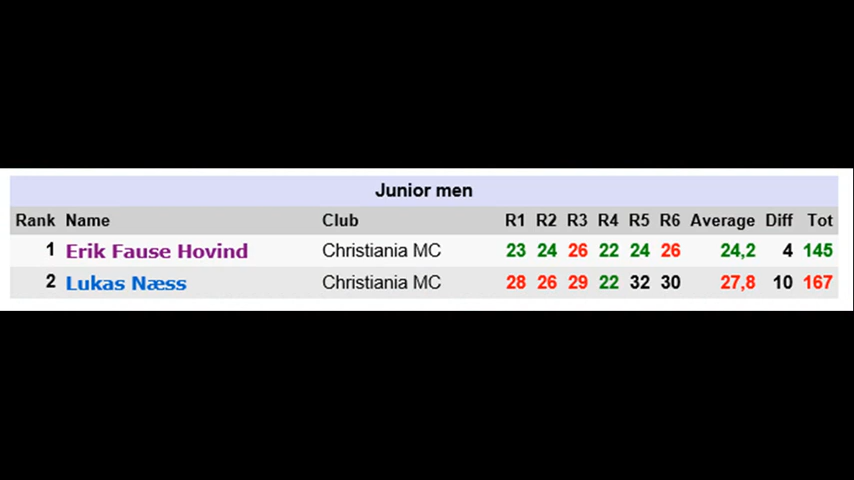 Junior men
Rank Name Club R1 R2 R3 R4 R5 R6 Average Diff Tot
1 Erik Fause Hovind Christiania MC 23 24 26 22 24 26 24,2 4 145
2 Lukas Næss Christiania MC 28 26 29 22 32 30 27,8 10 167